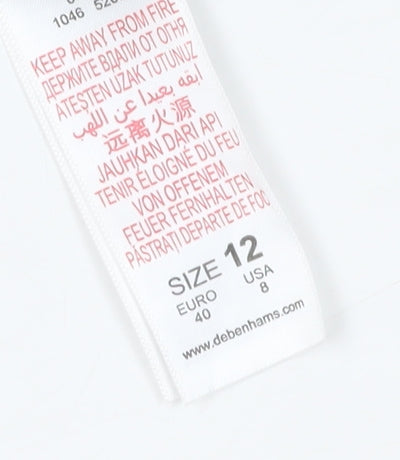 1046 526
KEEP AWAY FROM FIRE
ДЕРЖИТЕ ВДАЛИ ОТ ОГНЯ
ATEŞTEN UZAK TUTUNUZ
ابقه بعيدا عن اللهب
远离火源
JAUHKAN DARI API
TENIR ÉLOIGNÉ DU FEU
VON OFFENEM
FEUER FERNHALTEN
PĂSTRAȚI DEPARTE DE FOC
SIZE 12
EURO USA
40 8
www.debenhams.com